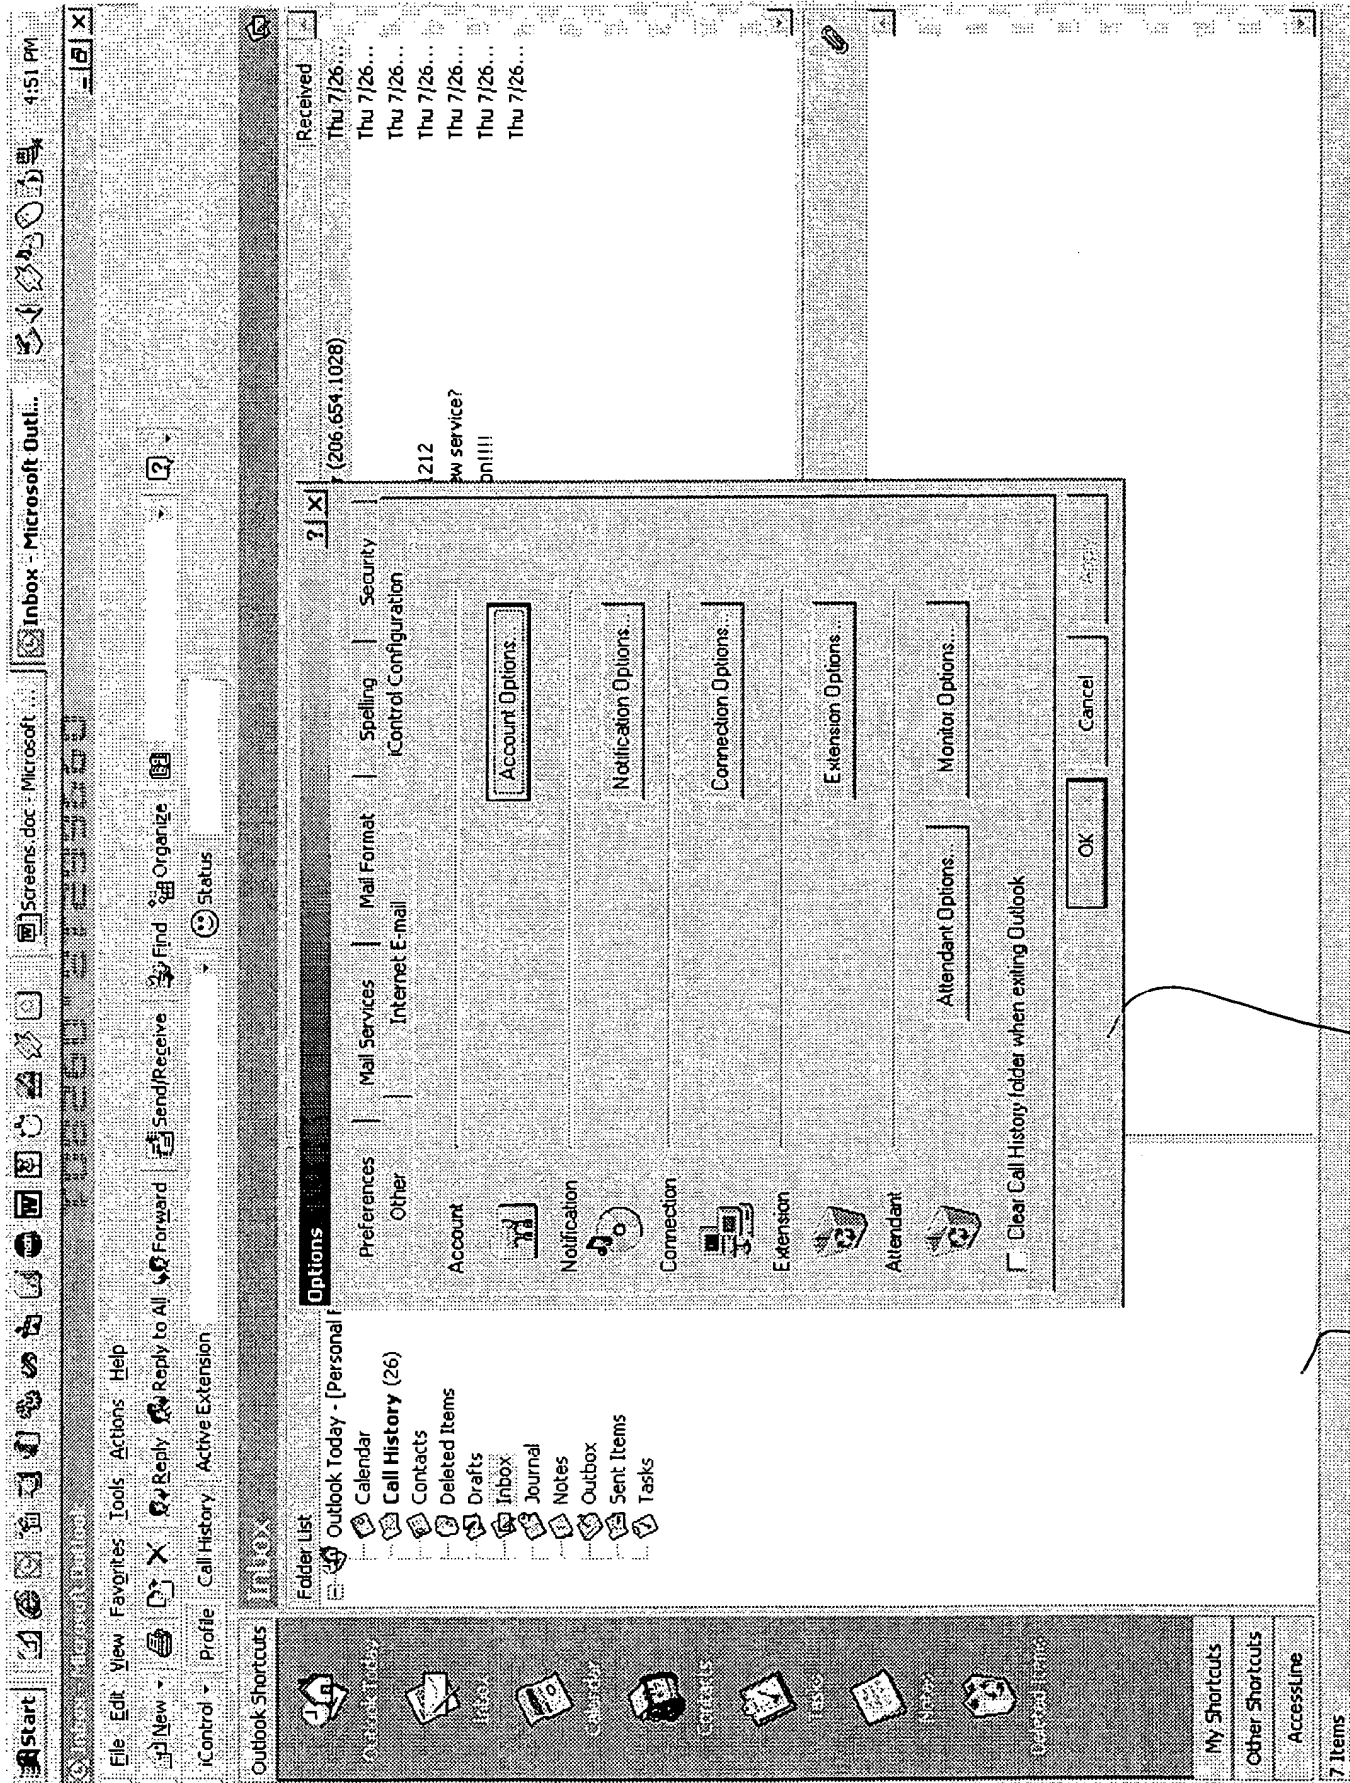 Start
Screens.doc - Microsoft ...
Inbox - Microsoft Outl...
4:51 PM
File Edit View Favorites Tools Actions Help
New Reply Reply to All Forward Send/Receive Find Organize
iControl Profile Call History Active Extension Status
Outlook Shortcuts
Inbox
Folder List
Outlook Today - [Personal F
Calendar
Call History (26)
Contacts
Deleted Items
Drafts
Inbox
Journal
Notes
Outbox
Sent Items
Tasks
My Shortcuts
Other Shortcuts
AccessLine
7 Items
Received
(206.654.1028) Thu 7/26...
Thu 7/26...
Thu 7/26...
1212 Thu 7/26...
ew service? Thu 7/26...
on!!!! Thu 7/26...
Thu 7/26...
Options
Preferences Mail Services Mail Format Spelling Security
Other Internet E-mail iControl Configuration
Account
Account Options...
Notification
Notification Options...
Connection
Connection Options...
Extension
Extension Options...
Attendant
Attendant Options... Monitor Options...
Clear Call History folder when exiting Outlook
OK Cancel Apply